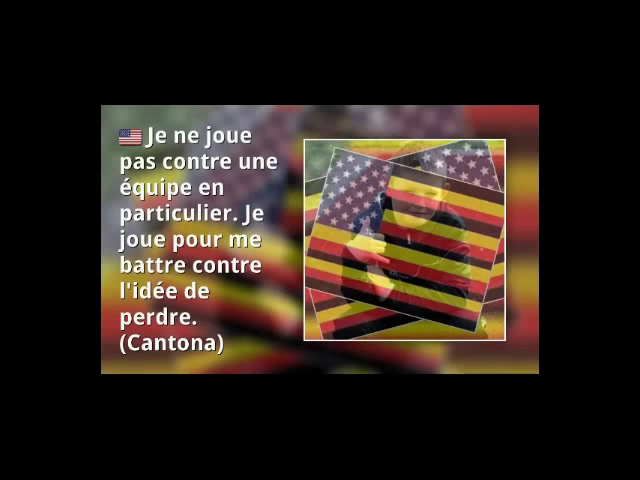 🇺🇸 Je ne joue
pas contre une
équipe en
particulier. Je
joue pour me
battre contre
l'idée de
perdre.
(Cantona)